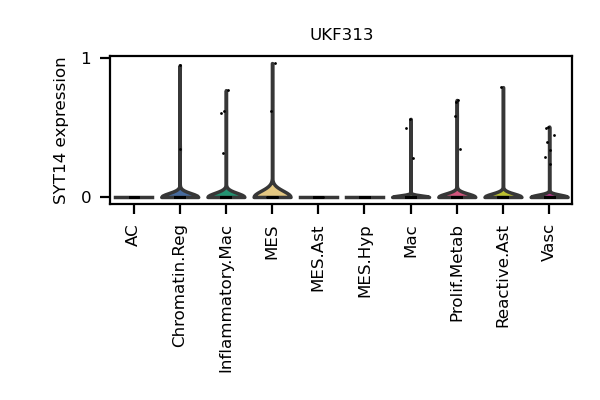 UKF313
SYT14 expression
1
0
AC
Chromatin.Reg
Inflammatory.Mac
MES
MES.Ast
MES.Hyp
Mac
Prolif.Metab
Reactive.Ast
Vasc